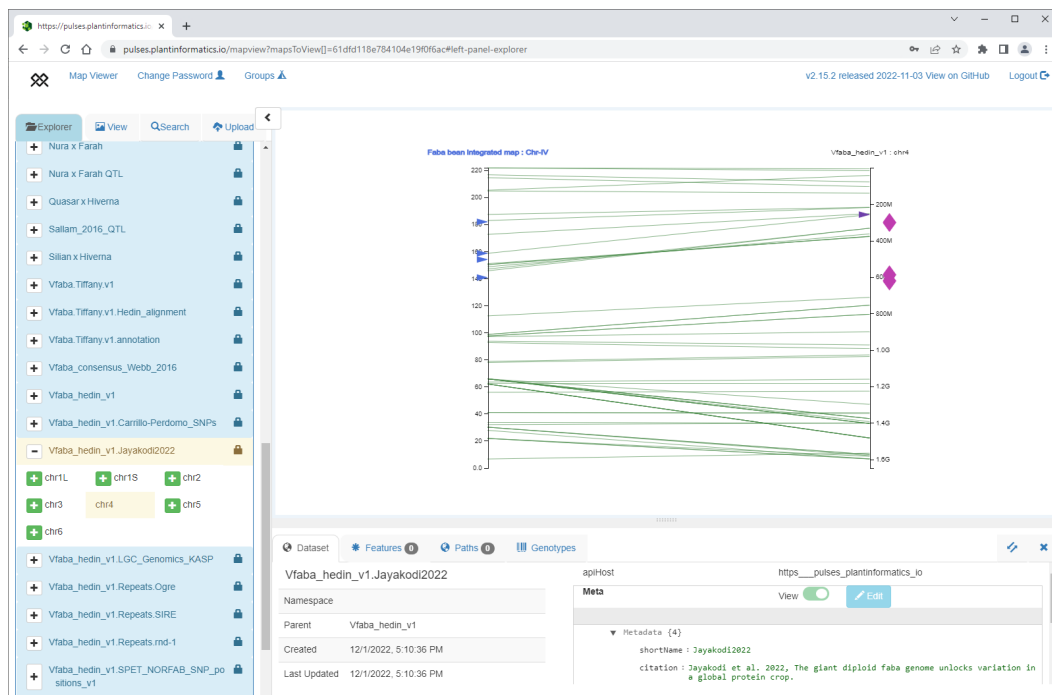 https://pulses.plantinformatics.io
pulses.plantinformatics.io/mapview?mapsToView[]=61dfd118e784104e19f0f6ac#left-panel-explorer
Map Viewer Change Password Groups v2.15.2 released 2022-11-03 View on GitHub Logout
Explorer View Search Upload
Nura x Farah
Nura x Farah QTL
Quasar x Hiverna
Sallam_2016_QTL
Silian x Hiverna
Vfaba.Tiffany.v1
Vfaba.Tiffany.v1.Hedin_alignment
Vfaba.Tiffany.v1.annotation
Vfaba_consensus_Webb_2016
Vfaba_hedin_v1
Vfaba_hedin_v1.Carrillo-Perdomo_SNPs
Vfaba_hedin_v1.Jayakodi2022
chr1L chr1S chr2
chr3 chr4 chr5
chr6
Vfaba_hedin_v1.LGC_Genomics_KASP
Vfaba_hedin_v1.Repeats.Ogre
Vfaba_hedin_v1.Repeats.SIRE
Vfaba_hedin_v1.Repeats.rnd-1
Vfaba_hedin_v1.SPET_NORFAB_SNP_po
sitions_v1
Faba bean integrated map : Chr-IV
Vfaba_hedin_v1 : chr4
220
200
180
160
140
120
100
80
60
40
20
0.0
200M
400M
600M
800M
1.0G
1.2G
1.4G
1.6G
Dataset Features 0 Paths 0 Genotypes
Vfaba_hedin_v1.Jayakodi2022
Namespace
Parent Vfaba_hedin_v1
Created 12/1/2022, 5:10:36 PM
Last Updated 12/1/2022, 5:10:36 PM
apiHost https___pulses_plantinformatics_io
Meta View Edit
Metadata {4}
shortName : Jayakodi2022
citation : Jayakodi et al. 2022, The giant diploid faba genome unlocks variation in
a global protein crop.